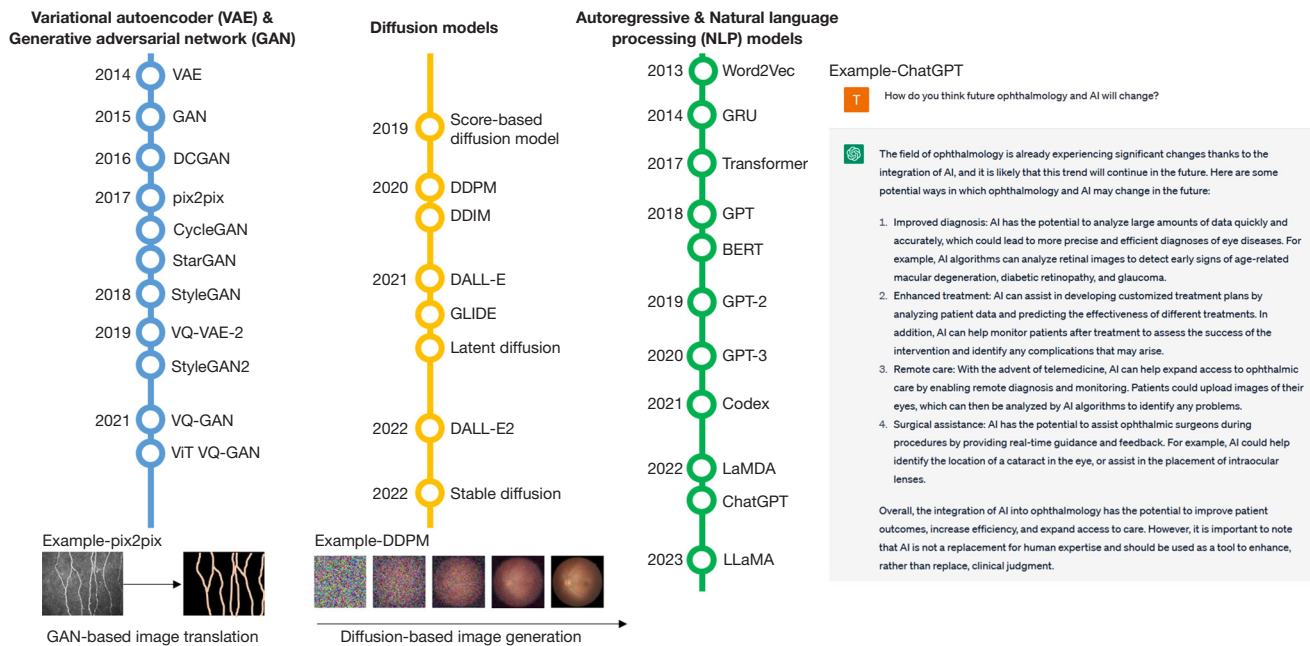 Variational autoencoder (VAE) &
Generative adversarial network (GAN)
2014 VAE
2015 GAN
2016 DCGAN
2017 pix2pix
CycleGAN
StarGAN
2018 StyleGAN
2019 VQ-VAE-2
StyleGAN2
2021 VQ-GAN
ViT VQ-GAN
Example-pix2pix
GAN-based image translation
Diffusion models
2019 Score-based
diffusion model
2020 DDPM
DDIM
2021 DALL-E
GLIDE
Latent diffusion
2022 DALL-E2
2022 Stable diffusion
Example-DDPM
Diffusion-based image generation
Autoregressive & Natural language
processing (NLP) models
2013 Word2Vec
2014 GRU
2017 Transformer
2018 GPT
BERT
2019 GPT-2
2020 GPT-3
2021 Codex
2022 LaMDA
ChatGPT
2023 LLaMA
Example-ChatGPT
T How do you think future ophthalmology and AI will change?
The field of ophthalmology is already experiencing significant changes thanks to the
integration of AI, and it is likely that this trend will continue in the future. Here are some
potential ways in which ophthalmology and AI may change in the future:
1. Improved diagnosis: AI has the potential to analyze large amounts of data quickly and
accurately, which could lead to more precise and efficient diagnoses of eye diseases. For
example, AI algorithms can analyze retinal images to detect early signs of age-related
macular degeneration, diabetic retinopathy, and glaucoma.
2. Enhanced treatment: AI can assist in developing customized treatment plans by
analyzing patient data and predicting the effectiveness of different treatments. In
addition, AI can help monitor patients after treatment to assess the success of the
intervention and identify any complications that may arise.
3. Remote care: With the advent of telemedicine, AI can help expand access to ophthalmic
care by enabling remote diagnosis and monitoring. Patients could upload images of their
eyes, which can then be analyzed by AI algorithms to identify any problems.
4. Surgical assistance: AI has the potential to assist ophthalmic surgeons during
procedures by providing real-time guidance and feedback. For example, AI could help
identify the location of a cataract in the eye, or assist in the placement of intraocular
lenses.
Overall, the integration of AI into ophthalmology has the potential to improve patient
outcomes, increase efficiency, and expand access to care. However, it is important to note
that AI is not a replacement for human expertise and should be used as a tool to enhance,
rather than replace, clinical judgment.